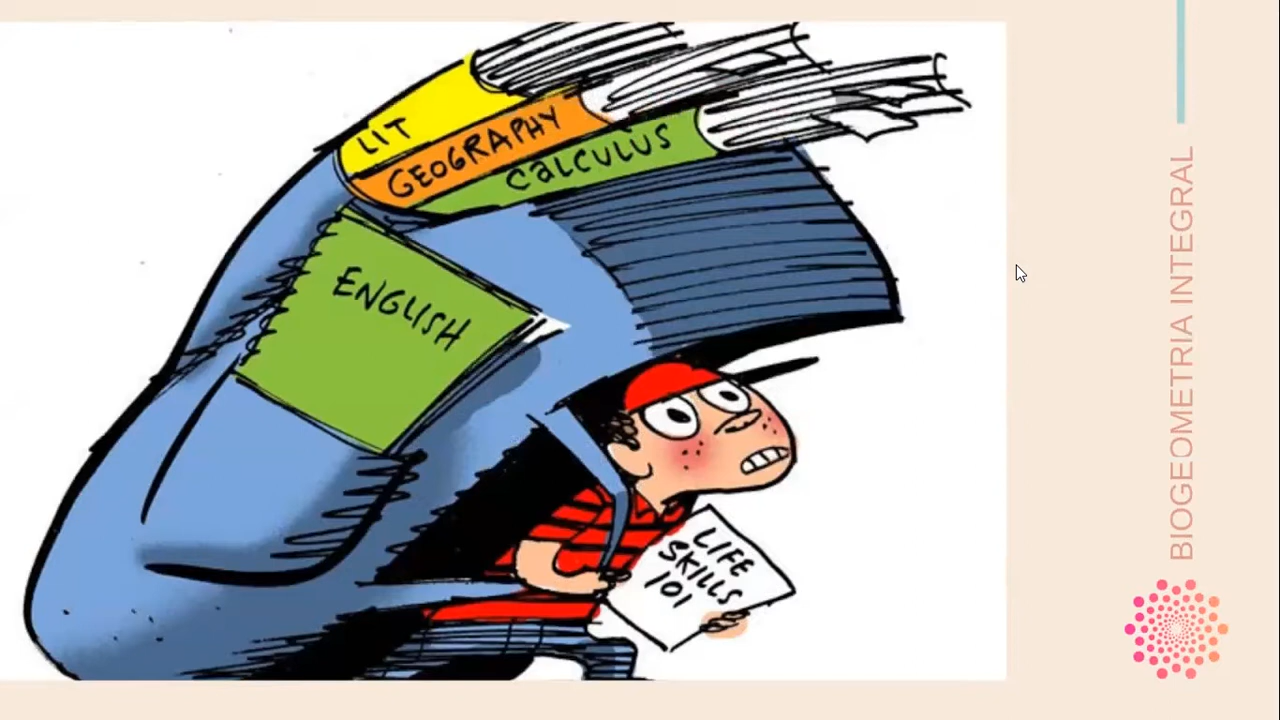 LIT
GEOGRAPHY
CALCULUS
ENGLISH
LIFE
SKILLS
101
BIOGEOMETRIA INTEGRAL